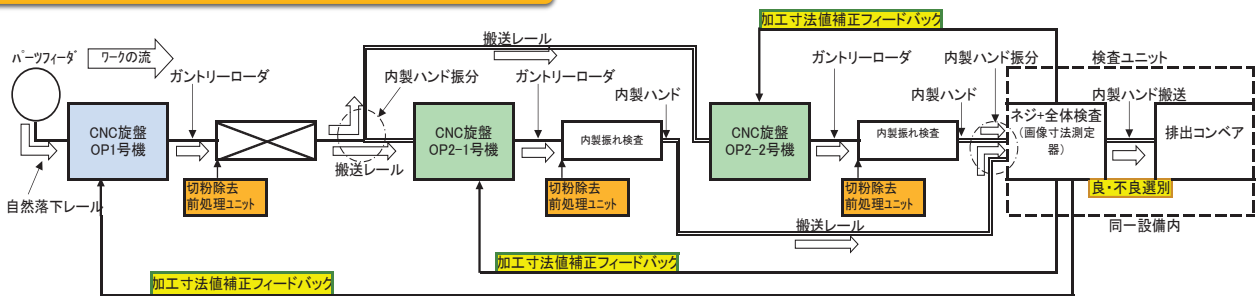 加工寸法値補正フィードバック
搬送レール
パーツフィーダ
ワークの流
ガントリーローダ
内製ハンド振分
ガントリーローダ
内製ハンド
ガントリーローダ
内製ハンド振分
検査ユニット
内製ハンド
内製ハンド搬送
CNC旋盤
OP1号機
CNC旋盤
OP2-1号機
内製振れ検査
CNC旋盤
OP2-2号機
内製振れ検査
ネジ+全体検査
(画像寸法測定
器)
排出コンベア
搬送レール
切粉除去
前処理ユニット
切粉除去
前処理ユニット
切粉除去
前処理ユニット
良・不良選別
自然落下レール
搬送レール
同一設備内
加工寸法値補正フィードバック
加工寸法値補正フィードバック